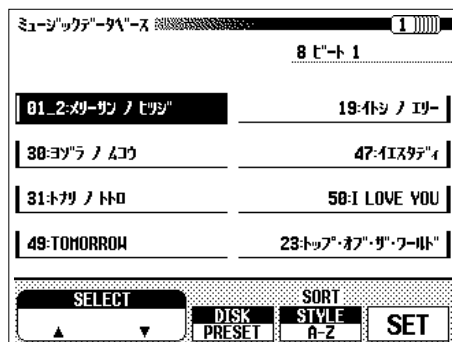 ミュージックデータベース
1
8 ビート 1
01_2:メリーサン ノ ヒツジ
19:イトシ ノ エリー
30:ヨゾラ ノ ムコウ
47:イエスタディ
31:トナリ ノ トトロ
50:I LOVE YOU
49:TOMORROW
23:トップ・オブ・ザ・ワールド
SELECT
SORT
▲ ▼
DISK
STYLE
PRESET
A-Z
SET